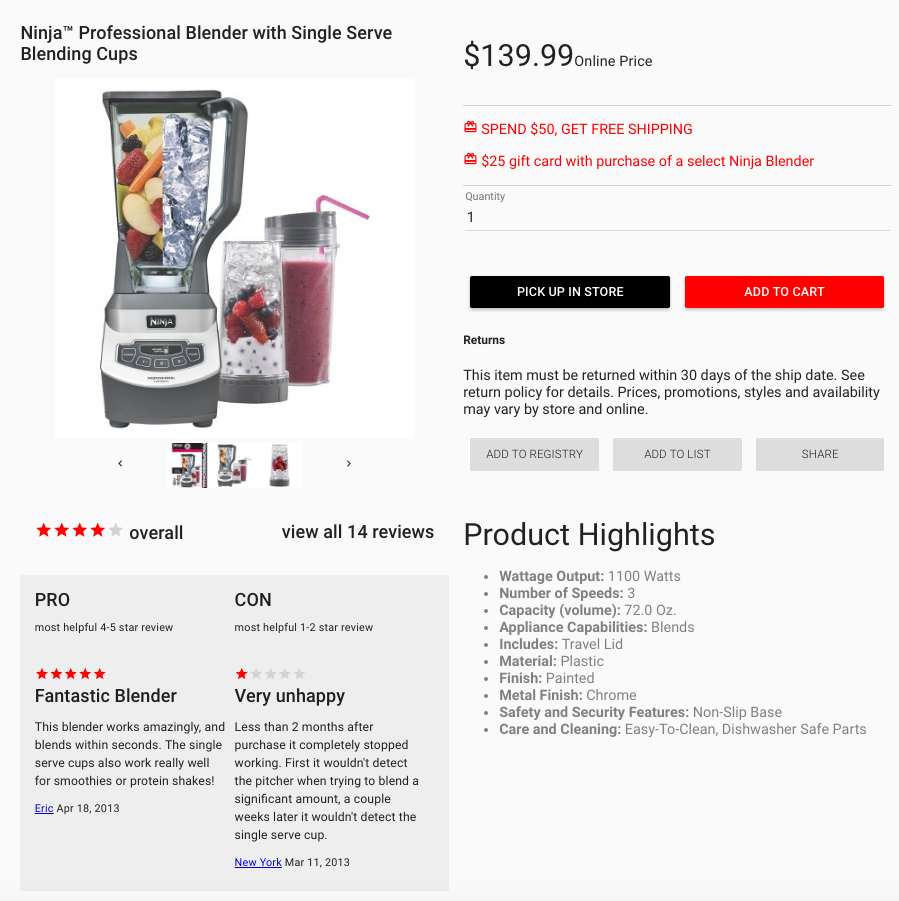 Ninja™ Professional Blender with Single Serve
Blending Cups
NINJA
PROFESSIONAL
overall
view all 14 reviews
PRO
most helpful 4-5 star review
Fantastic Blender
This blender works amazingly, and
blends within seconds. The single
serve cups also work really well
for smoothies or protein shakes!
Eric Apr 18, 2013
CON
most helpful 1-2 star review
Very unhappy
Less than 2 months after
purchase it completely stopped
working. First it wouldn't detect
the pitcher when trying to blend a
significant amount, a couple
weeks later it wouldn't detect the
single serve cup.
New York Mar 11, 2013
$139.99 Online Price
SPEND $50, GET FREE SHIPPING
$25 gift card with purchase of a select Ninja Blender
Quantity
1
PICK UP IN STORE
ADD TO CART
Returns
This item must be returned within 30 days of the ship date. See
return policy for details. Prices, promotions, styles and availability
may vary by store and online.
ADD TO REGISTRY
ADD TO LIST
SHARE
Product Highlights
Wattage Output: 1100 Watts
Number of Speeds: 3
Capacity (volume): 72.0 Oz.
Appliance Capabilities: Blends
Includes: Travel Lid
Material: Plastic
Finish: Painted
Metal Finish: Chrome
Safety and Security Features: Non-Slip Base
Care and Cleaning: Easy-To-Clean, Dishwasher Safe Parts